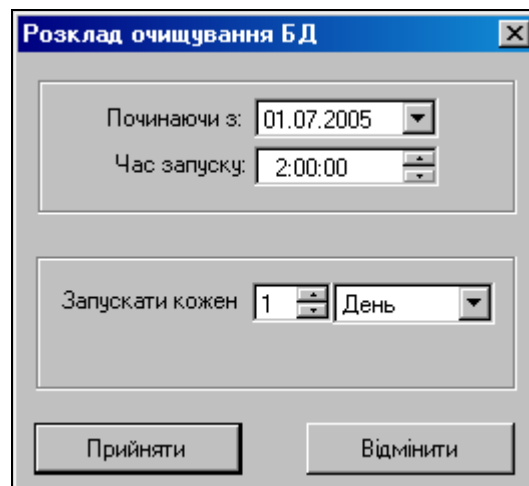 Розклад очищування БД
Починаючи з: 01.07.2005
Час запуску: 2:00:00
Запускати кожен 1 День
Прийняти Відмінити